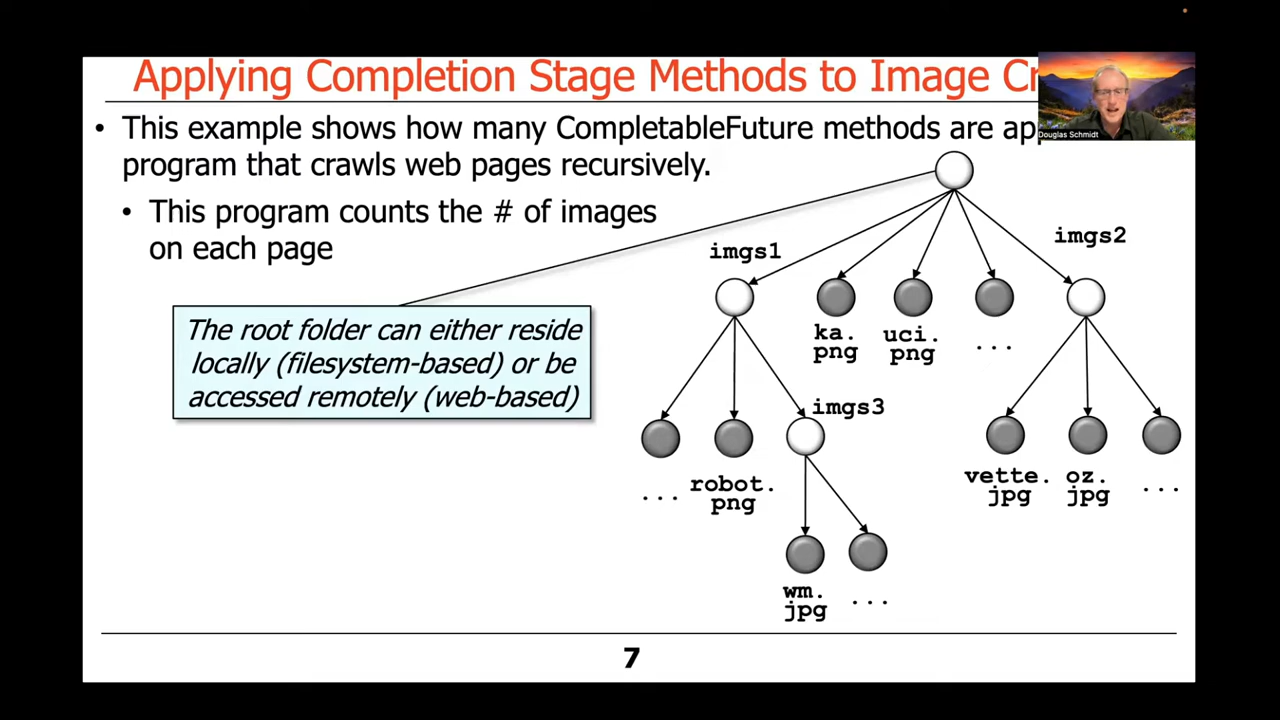 Applying Completion Stage Methods to Image
Douglas Schmidt
• This example shows how many CompletableFuture methods are
program that crawls web pages recursively.
• This program counts the # of images
on each page
The root folder can either reside
locally (filesystem-based) or be
accessed remotely (web-based)
imgs1
imgs2
ka.
png
uci.
png
...
imgs3
...
robot.
png
vette.
jpg
oz.
jpg
...
wm.
jpg
...
7